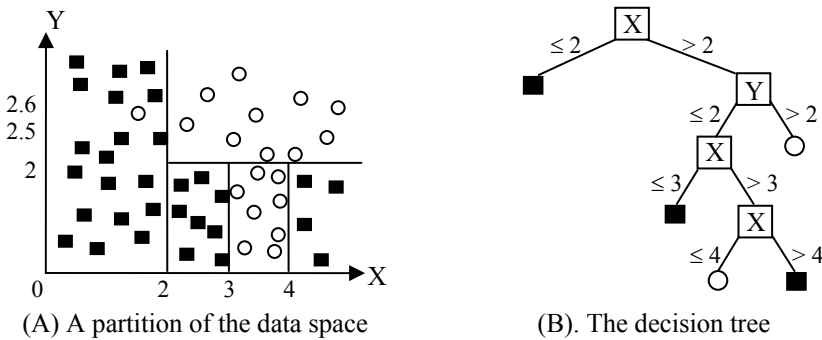 Y
2.6
2.5
2
0
2
3
4
X
(A) A partition of the data space
X
≤ 2
> 2
Y
≤ 2
> 2
X
≤ 3
> 3
X
≤ 4
> 4
(B). The decision tree